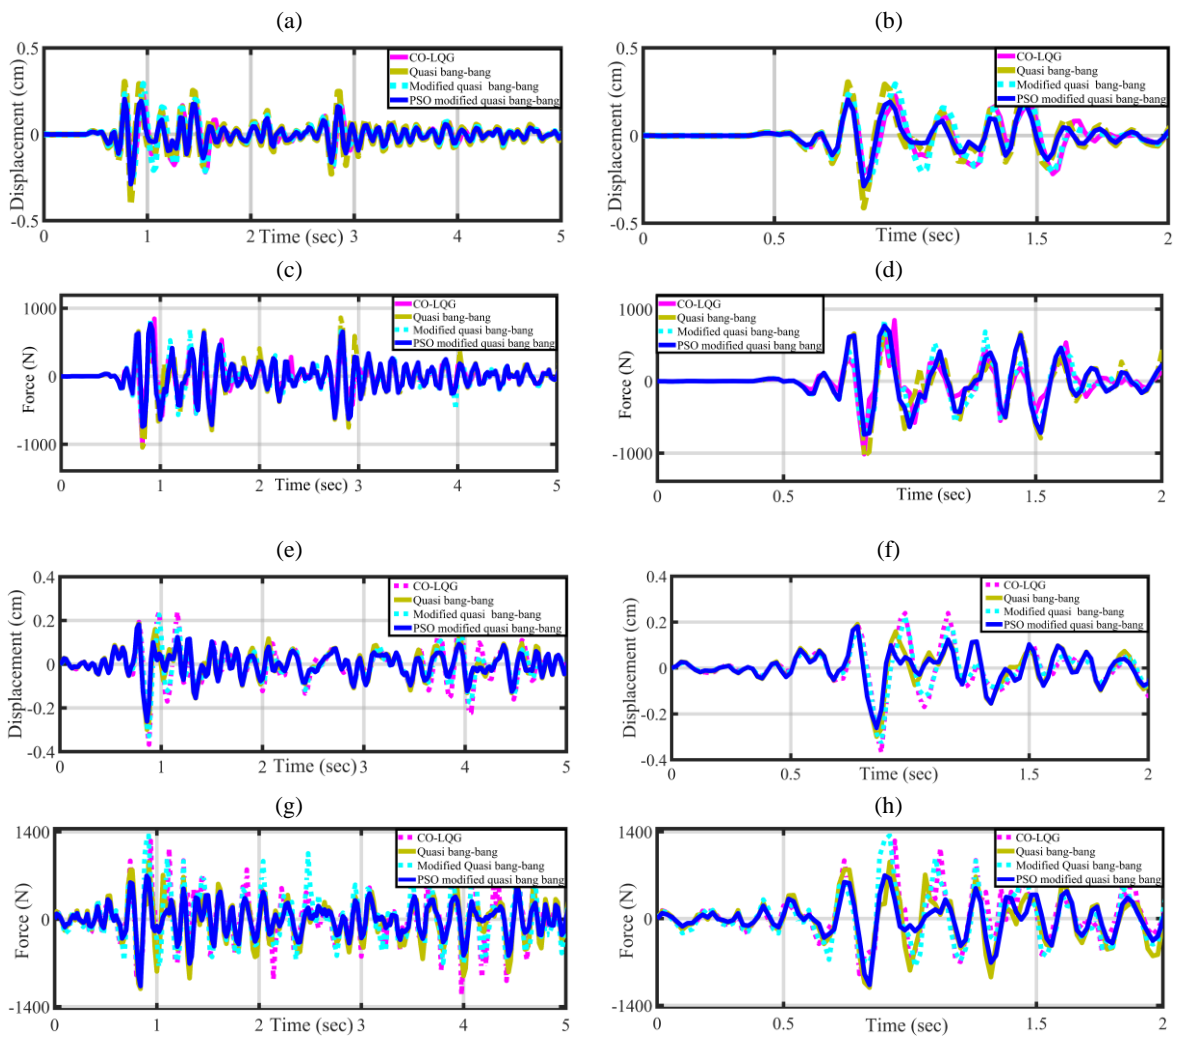 (a)
0.5
0
-0.5
Displacement (cm)
CO-LQG
Quasi bang-bang
Modified quasi bang-bang
PSO modified quasi bang-bang
0 1 2 Time (sec) 3 4 5
(b)
0.5
0
-0.5
Displacement (cm)
CO-LQG
Quasi bang-bang
Modified quasi bang-bang
PSO modified quasi bang-bang
0 0.5 Time (sec) 1.5 2
(c)
1000
0
-1000
Force (N)
CO-LQG
Quasi bang-bang
Modified quasi bang-bang
PSO modified quasi bang bang
0 1 2 Time (sec) 3 4 5
(d)
1000
0
-1000
Force (N)
CO-LQG
Quasi bang-bang
Modified quasi bang-bang
PSO modified quasi bang-bang
0 0.5 Time (sec) 1.5 2
(e)
0.4
0.2
0
-0.2
-0.4
Displacement (cm)
CO-LQG
Quasi bang-bang
Modified quasi bang-bang
PSO modified quasi bang-bang
0 1 2 Time (sec) 3 4 5
(f)
0.4
0.2
0
-0.2
-0.4
Displacement (cm)
CO-LQG
Quasi bang-bang
Modified quasi bang-bang
PSO modified quasi bang-bang
0 0.5 Time (sec) 1.5 2
(g)
1400
0
-1400
Force (N)
CO-LQG
Quasi bang-bang
Modified quasi bang-bang
PSO modified quasi bang bang
0 1 2 Time (sec) 3 4 5
(h)
1400
0
-1400
Force (N)
CO-LQG
Quasi bang-bang
Modified Quasi bang-bang
PSO modified quasi bang-bang
0 0.5 Time (sec) 1.5 2